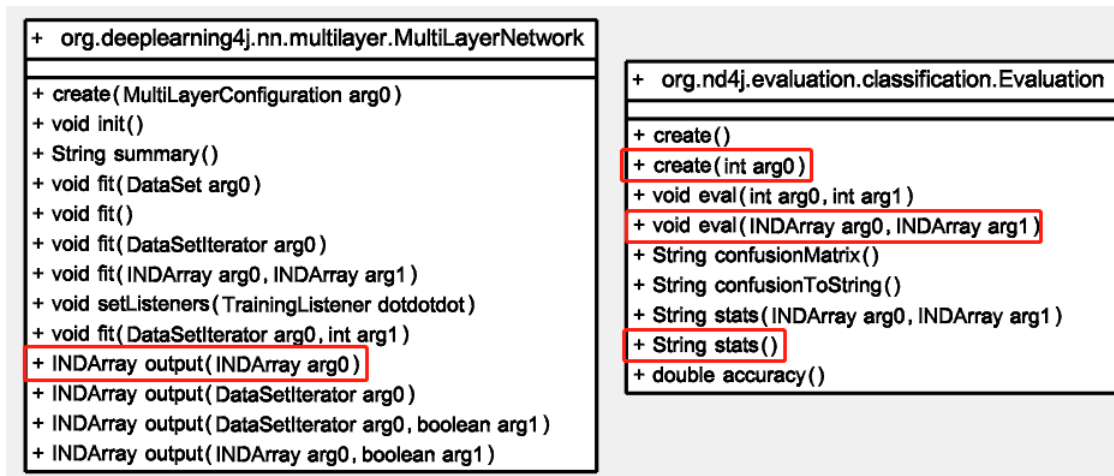 + org.deeplearning4j.nn.multilayer.MultiLayerNetwork
+ create(MultiLayerConfiguration arg0)
+ void init()
+ String summary()
+ void fit(DataSet arg0)
+ void fit()
+ void fit(DataSetIterator arg0)
+ void fit(INDArray arg0, INDArray arg1)
+ void setListeners(TrainingListener dotdotdot)
+ void fit(DataSetIterator arg0, int arg1)
+ INDArray output(INDArray arg0)
+ INDArray output(DataSetIterator arg0)
+ INDArray output(DataSetIterator arg0, boolean arg1)
+ INDArray output(INDArray arg0, boolean arg1)
+ org.nd4j.evaluation.classification.Evaluation
+ create()
+ create(int arg0)
+ void eval(int arg0, int arg1)
+ void eval(INDArray arg0, INDArray arg1)
+ String confusionMatrix()
+ String confusionToString()
+ String stats(INDArray arg0, INDArray arg1)
+ String stats()
+ double accuracy()